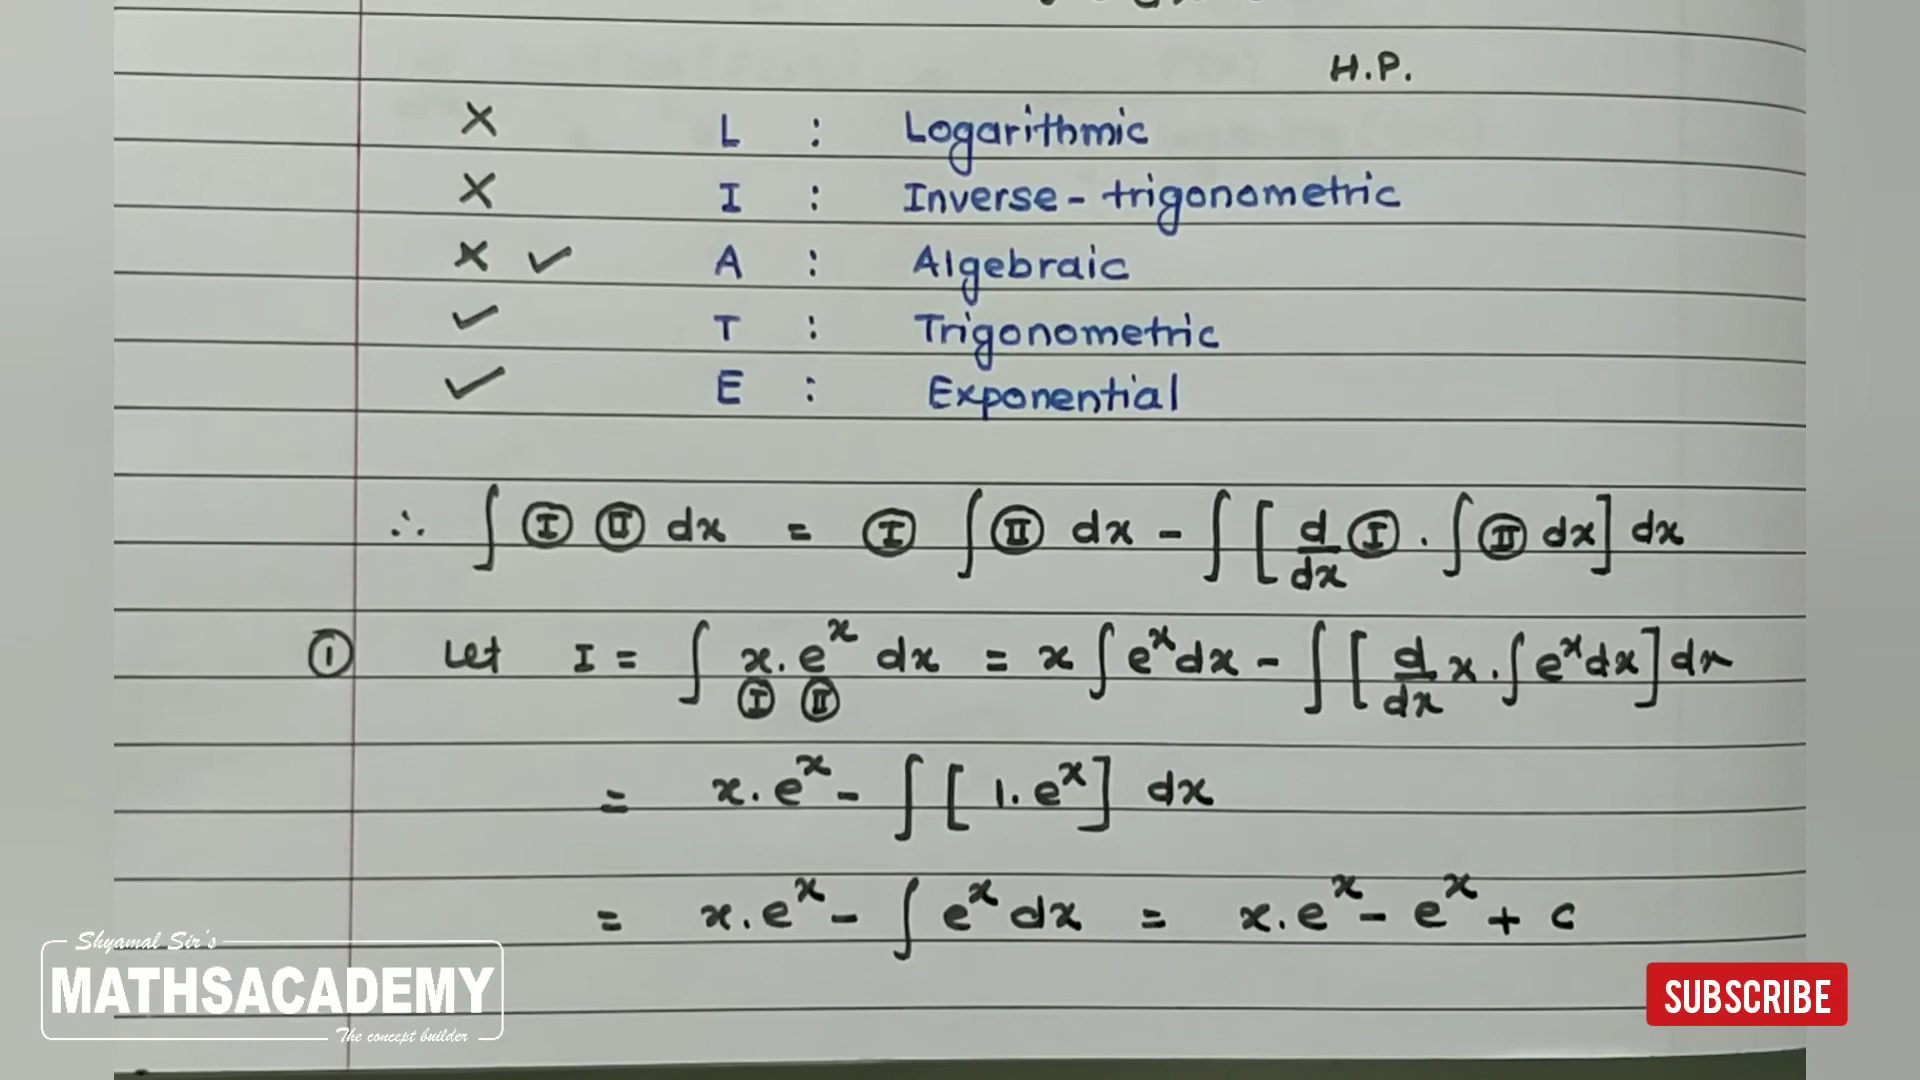 H.P.
× L : Logarithmic
× I : Inverse-trigonometric
× ✓ A : Algebraic
✓ T : Trigonometric
✓ E : Exponential
∴ ∫ Ⓘ Ⓘ̲Ⓘ dx = Ⓘ ∫ (II) dx - ∫ [ d/dx (I) . ∫ (II) dx ] dx
① Let I = ∫ x . e^x dx = x ∫ e^x dx - ∫ [ d/dx x . ∫ e^x dx ] dx
(I) (II)
= x . e^x - ∫ [ 1 . e^x ] dx
= x . e^x - ∫ e^x dx = x . e^x - e^x + c
Shyamal Sir's
MATHSACADEMY
The concept builder
SUBSCRIBE